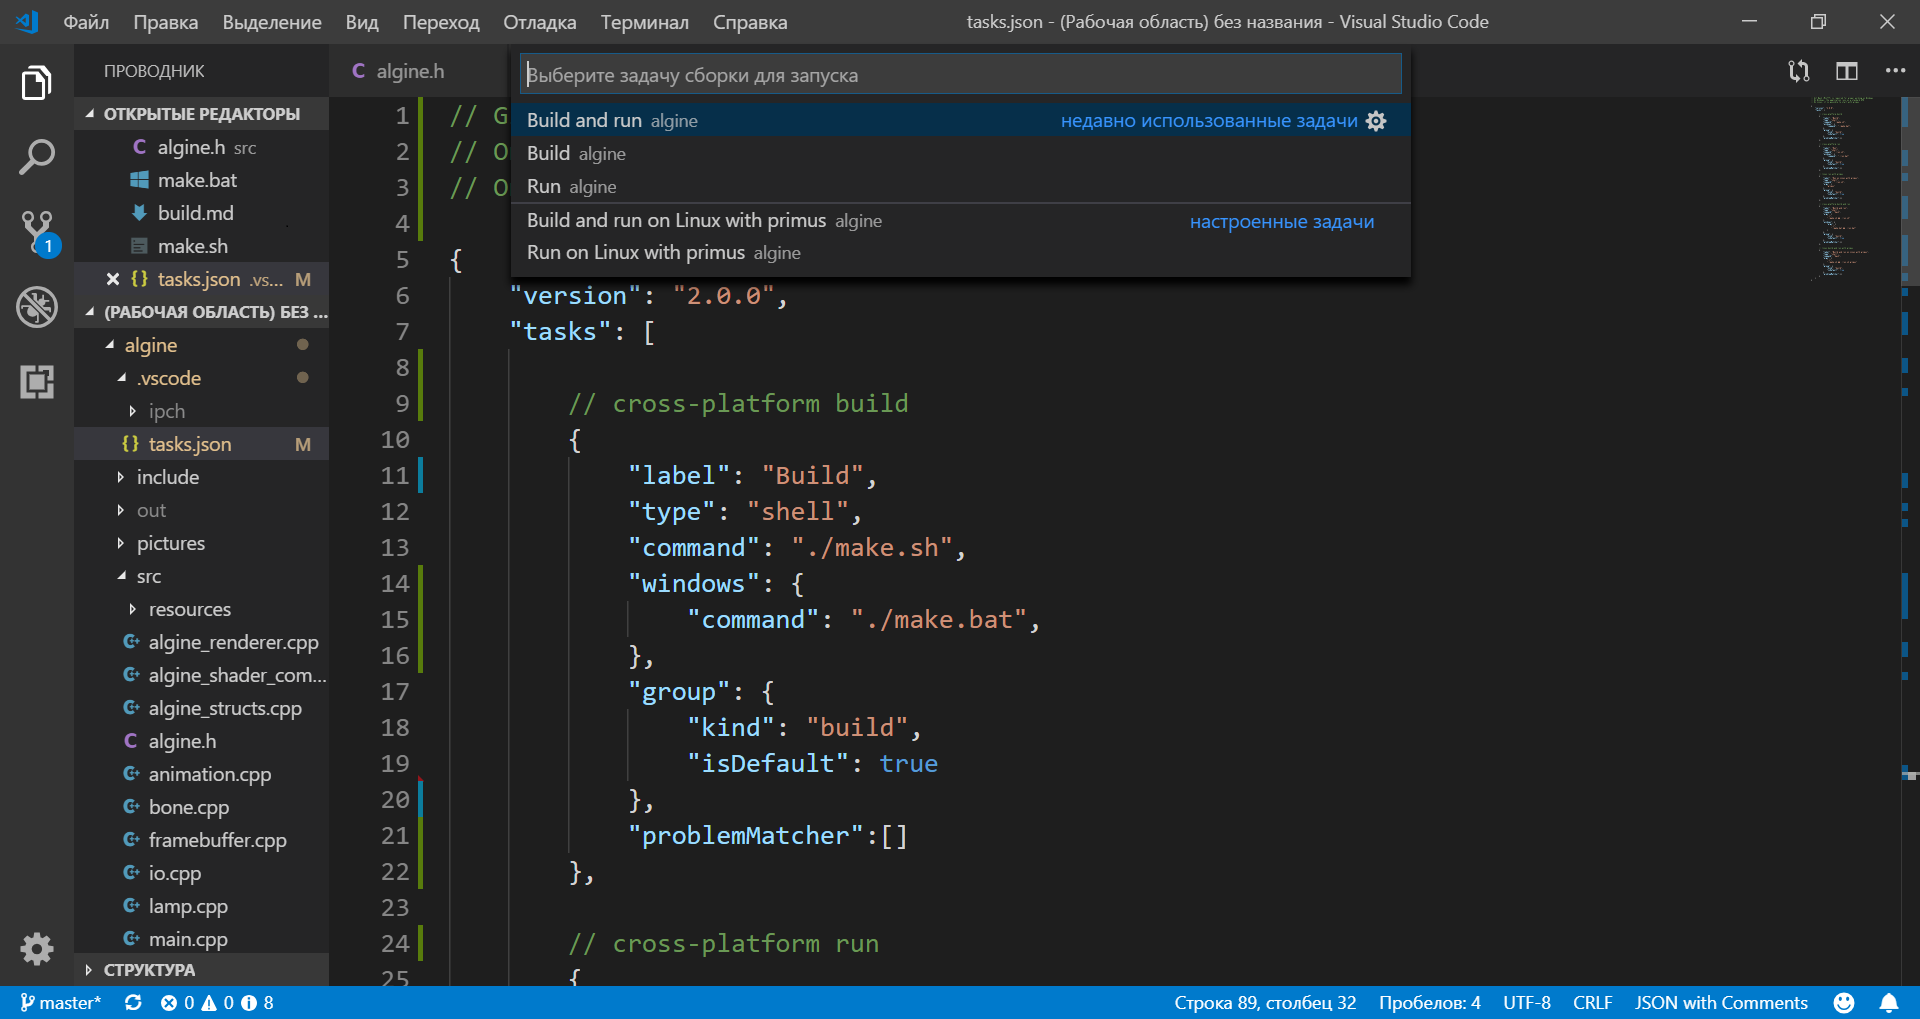 Файл Правка Выделение Вид Переход Отладка Терминал Справка
tasks.json - (Рабочая область) без названия - Visual Studio Code
ПРОВОДНИК
ОТКРЫТЫЕ РЕДАКТОРЫ
C algine.h src
make.bat
build.md
make.sh
{} tasks.json .vs... M
(РАБОЧАЯ ОБЛАСТЬ) БЕЗ ...
algine
.vscode
ipch
{} tasks.json M
include
out
pictures
src
resources
algine_renderer.cpp
algine_shader_com...
algine_structs.cpp
C algine.h
animation.cpp
bone.cpp
framebuffer.cpp
io.cpp
lamp.cpp
main.cpp
СТРУКТУРА
1
C algine.h
Выберите задачу сборки для запуска
Build and run algine недавно использованные задачи
Build algine
Run algine
Build and run on Linux with primus algine настроенные задачи
Run on Linux with primus algine
1 // G
2 //
3 //
4
5 {
6 "version": "2.0.0",
7 "tasks": [
8
9 // cross-platform build
10 {
11 "label": "Build",
12 "type": "shell",
13 "command": "./make.sh",
14 "windows": {
15 "command": "./make.bat",
16 },
17 "group": {
18 "kind": "build",
19 "isDefault": true
20 },
21 "problemMatcher":[]
22 },
23
24 // cross-platform run
25 {
master* 0 0 8
Строка 89, столбец 32 Пробелов: 4 UTF-8 CRLF JSON with Comments